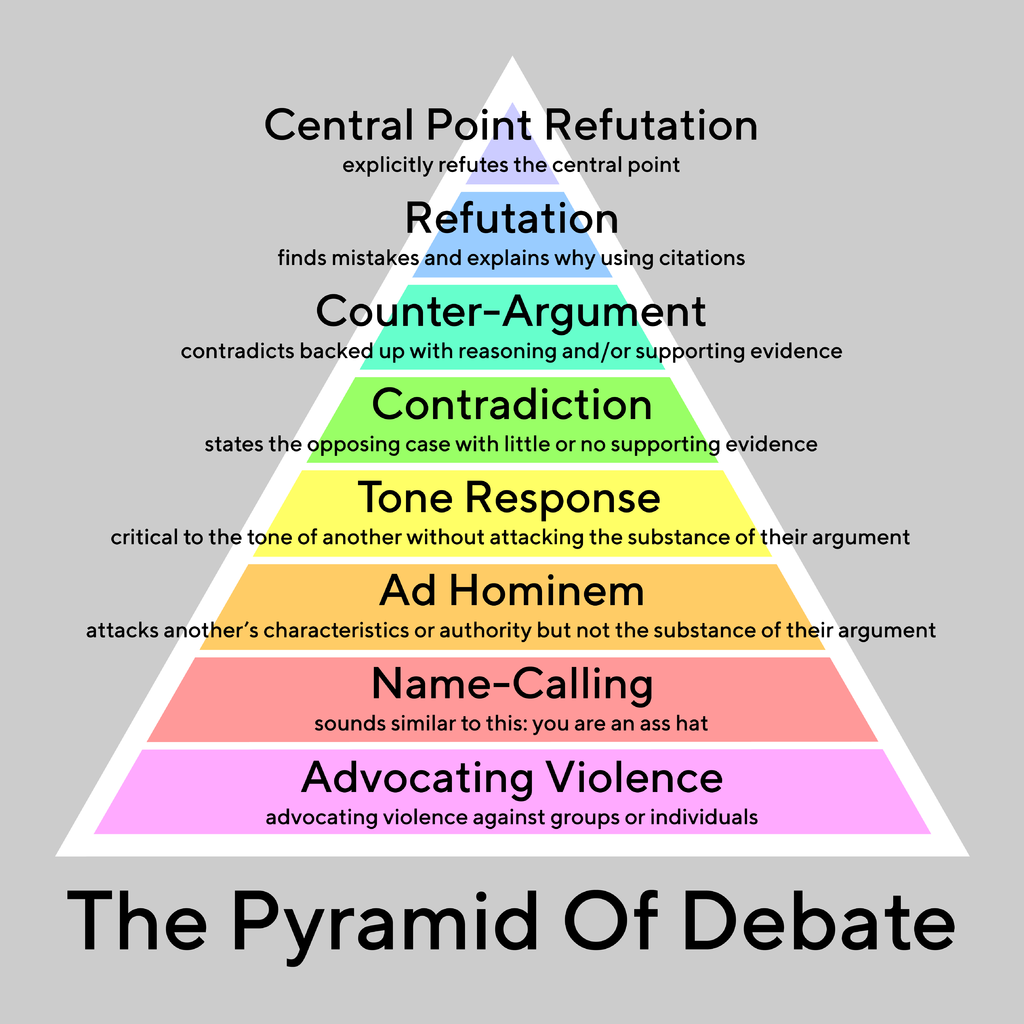 Central Point Refutation
explicitly refutes the central point
Refutation
finds mistakes and explains why using citations
Counter-Argument
contradicts backed up with reasoning and/or supporting evidence
Contradiction
states the opposing case with little or no supporting evidence
Tone Response
critical to the tone of another without attacking the substance of their argument
Ad Hominem
attacks another’s characteristics or authority but not the substance of their argument
Name-Calling
sounds similar to this: you are an ass hat
Advocating Violence
advocating violence against groups or individuals
The Pyramid Of Debate